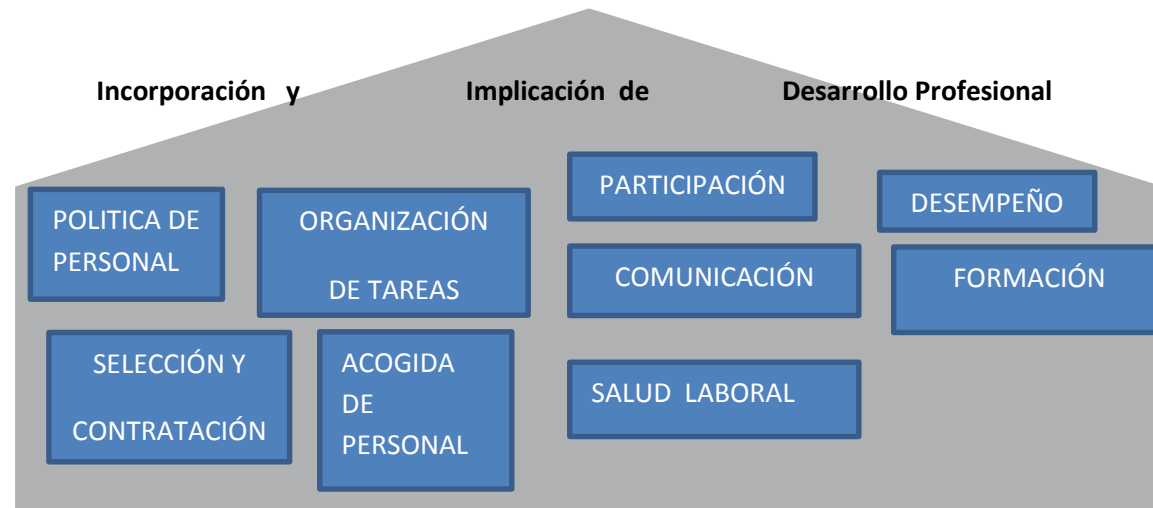 Incorporación y Implicación de Desarrollo Profesional
POLITICA DE
PERSONAL
ORGANIZACIÓN
DE TAREAS
SELECCIÓN Y
CONTRATACIÓN
ACOGIDA
DE
PERSONAL
PARTICIPACIÓN
COMUNICACIÓN
SALUD LABORAL
DESEMPEÑO
FORMACIÓN